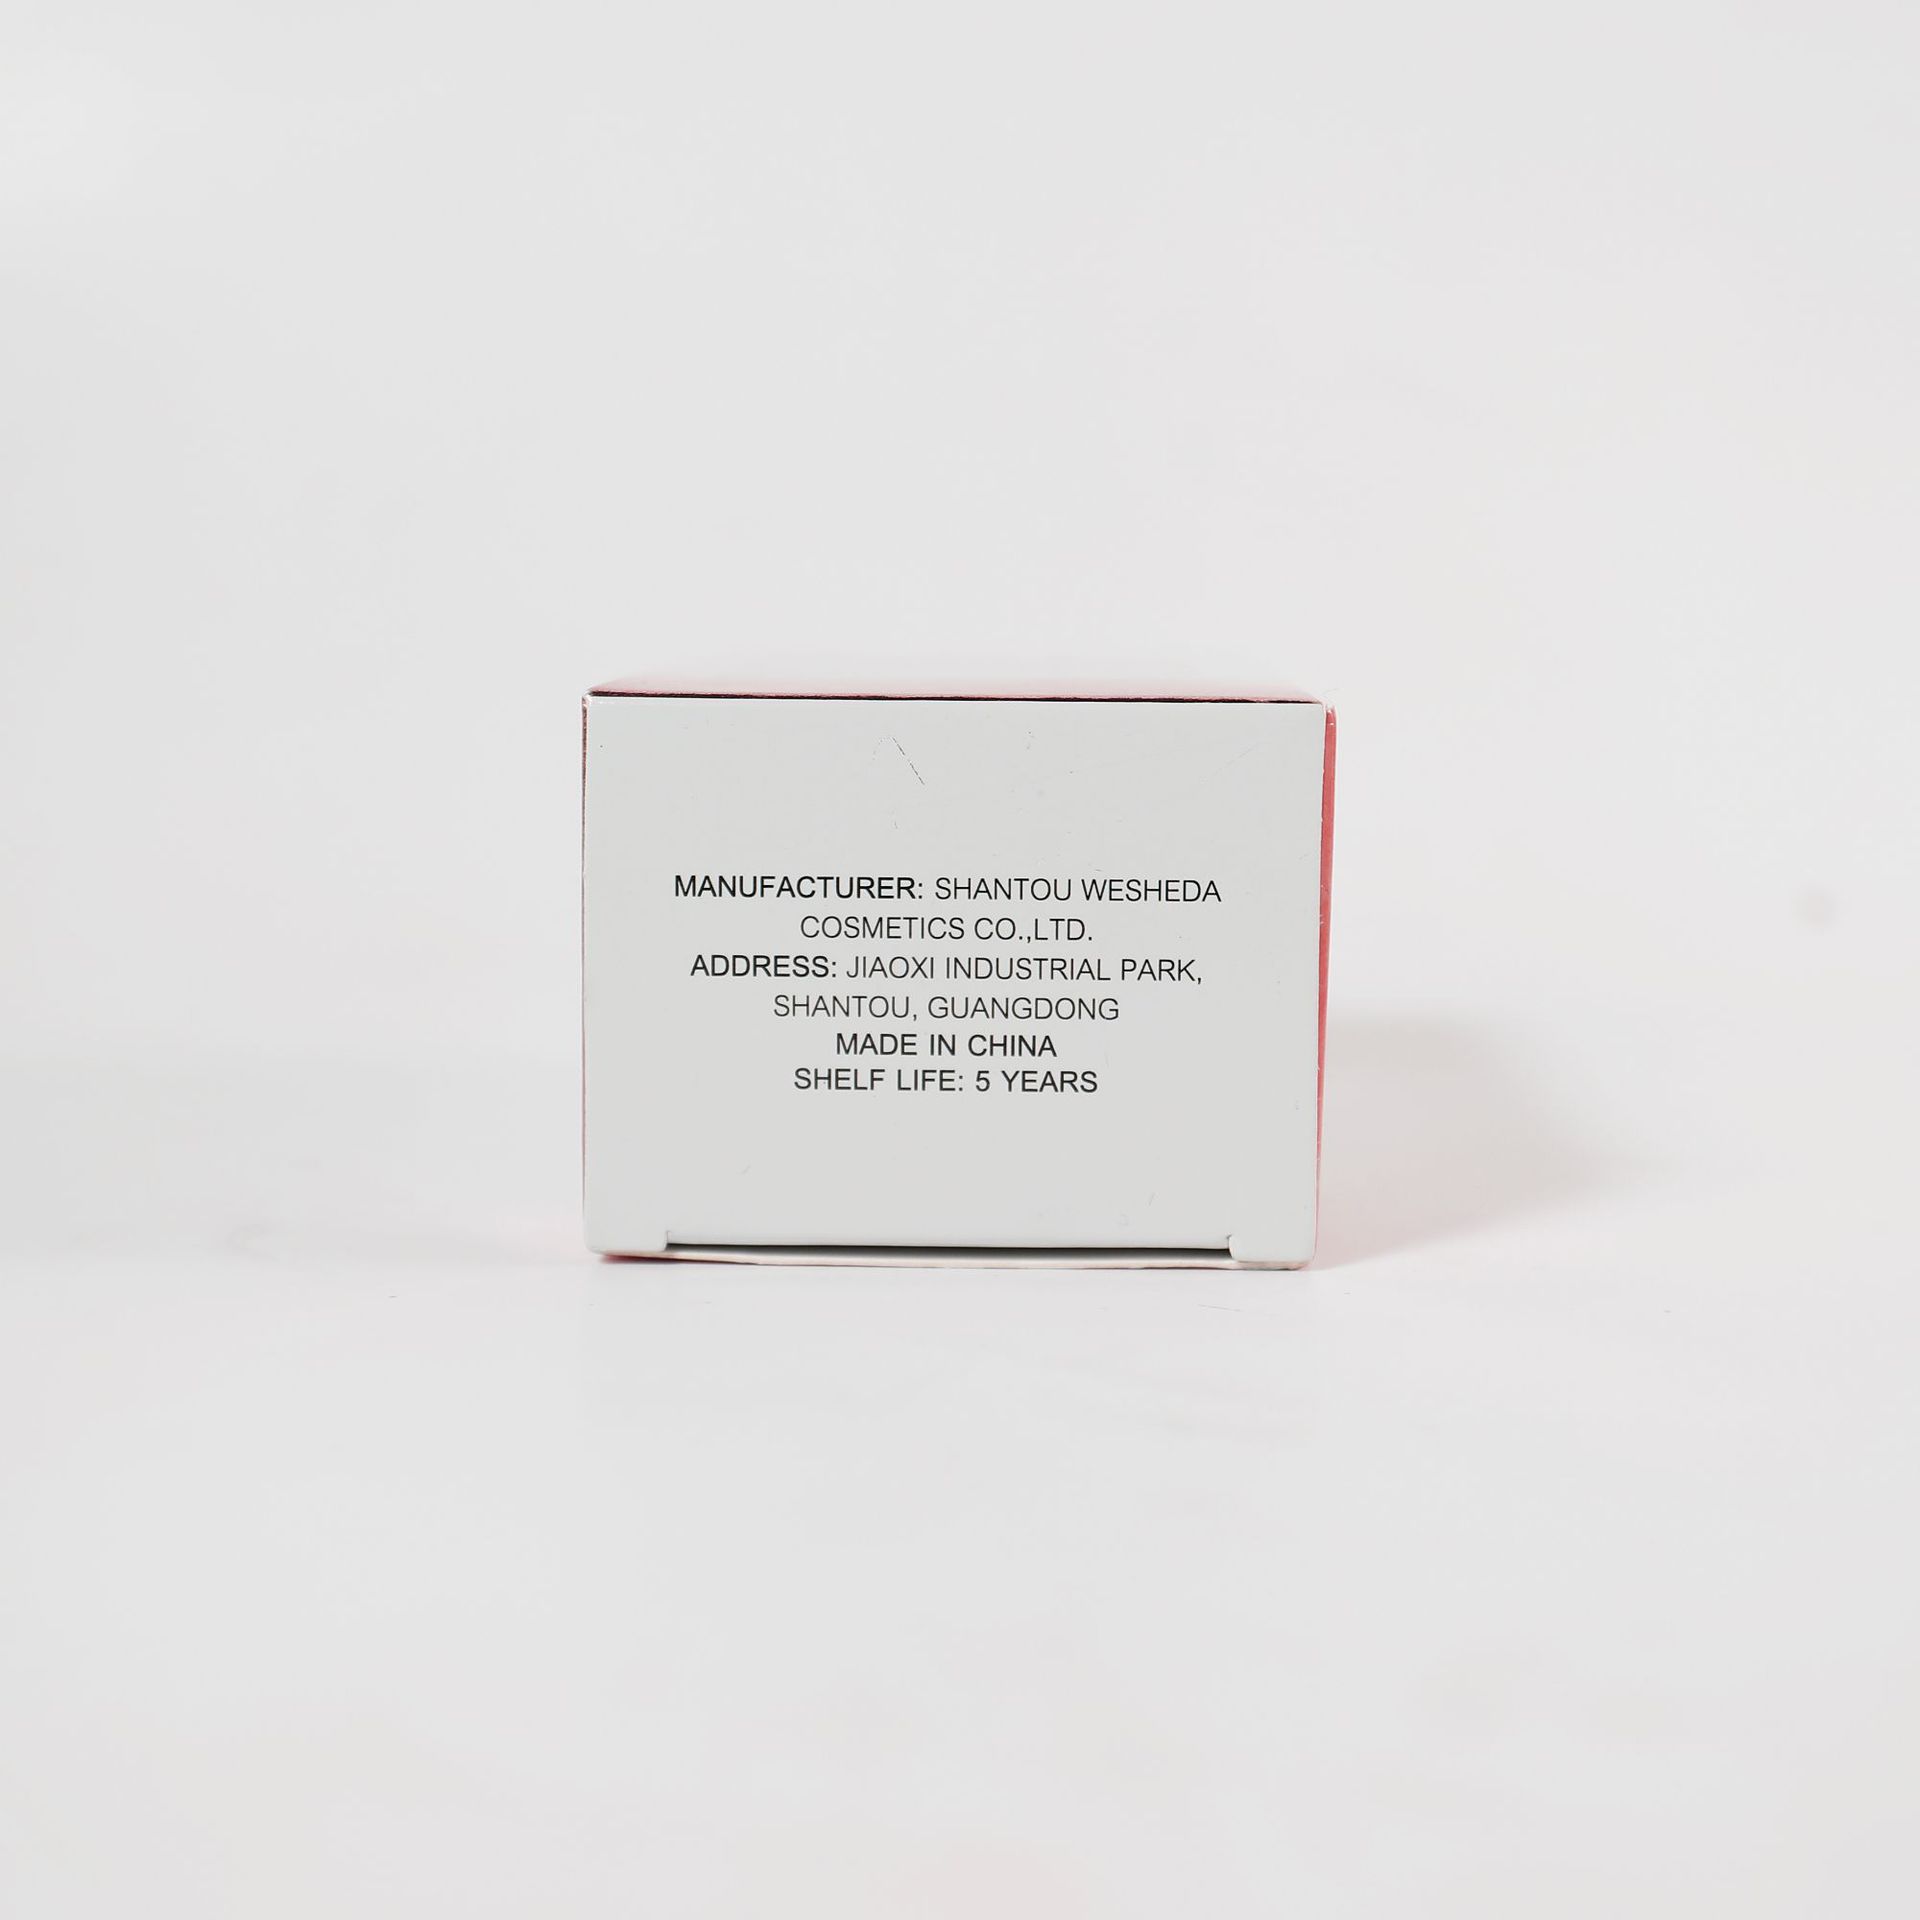 MANUFACTURER: SHANTOU WESHEDA
COSMETICS CO.,LTD.
ADDRESS: JIAOXI INDUSTRIAL PARK,
SHANTOU, GUANGDONG
MADE IN CHINA
SHELF LIFE: 5 YEARS